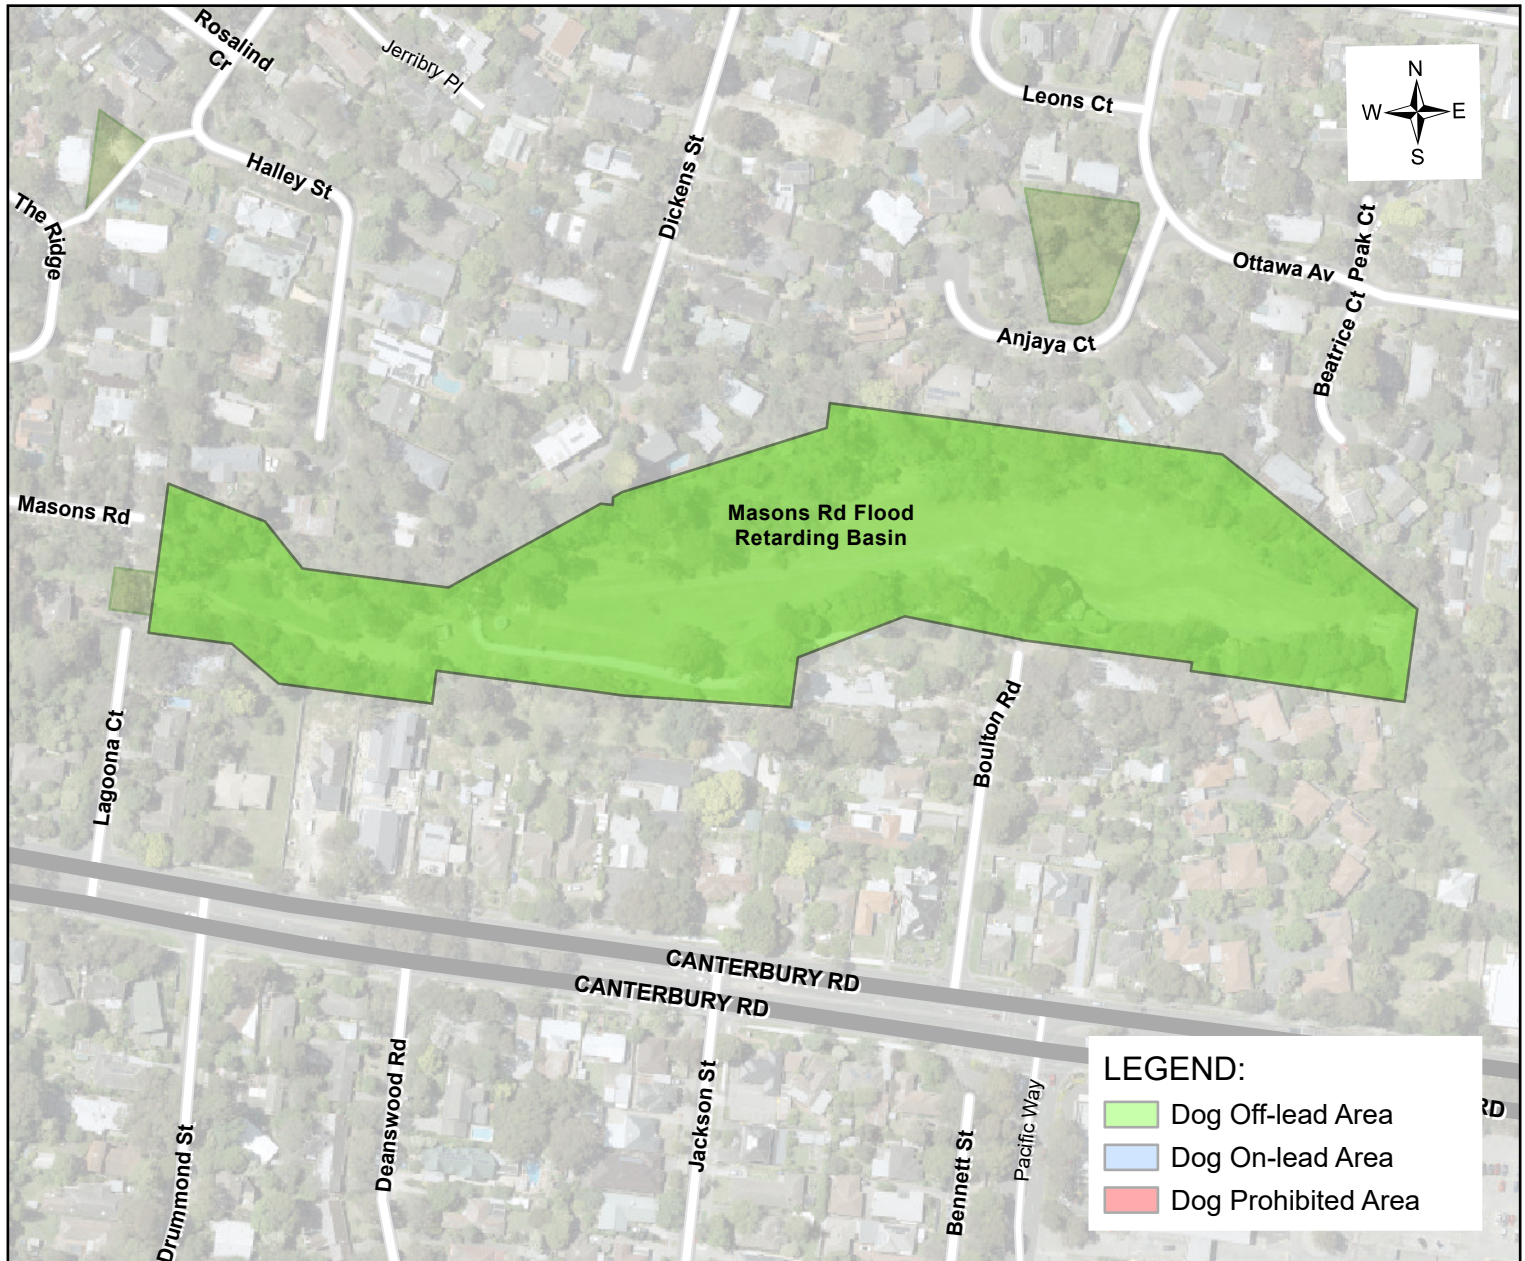 Rosalind
Cr
Jerribry Pl
Leons Ct
N
W
E
S
Halley St
Dickens St
The Ridge
Peak Ct
Ottawa Av
Beatrice Ct
Anjaya Ct
Masons Rd
Masons Rd Flood
Retarding Basin
Lagoona Ct
Boulton Rd
CANTERBURY RD
CANTERBURY RD
LEGEND:
Dog Off-lead Area
Dog On-lead Area
Dog Prohibited Area
RD
Drummond St
Deanswood Rd
Jackson St
Bennett St
Pacific Way